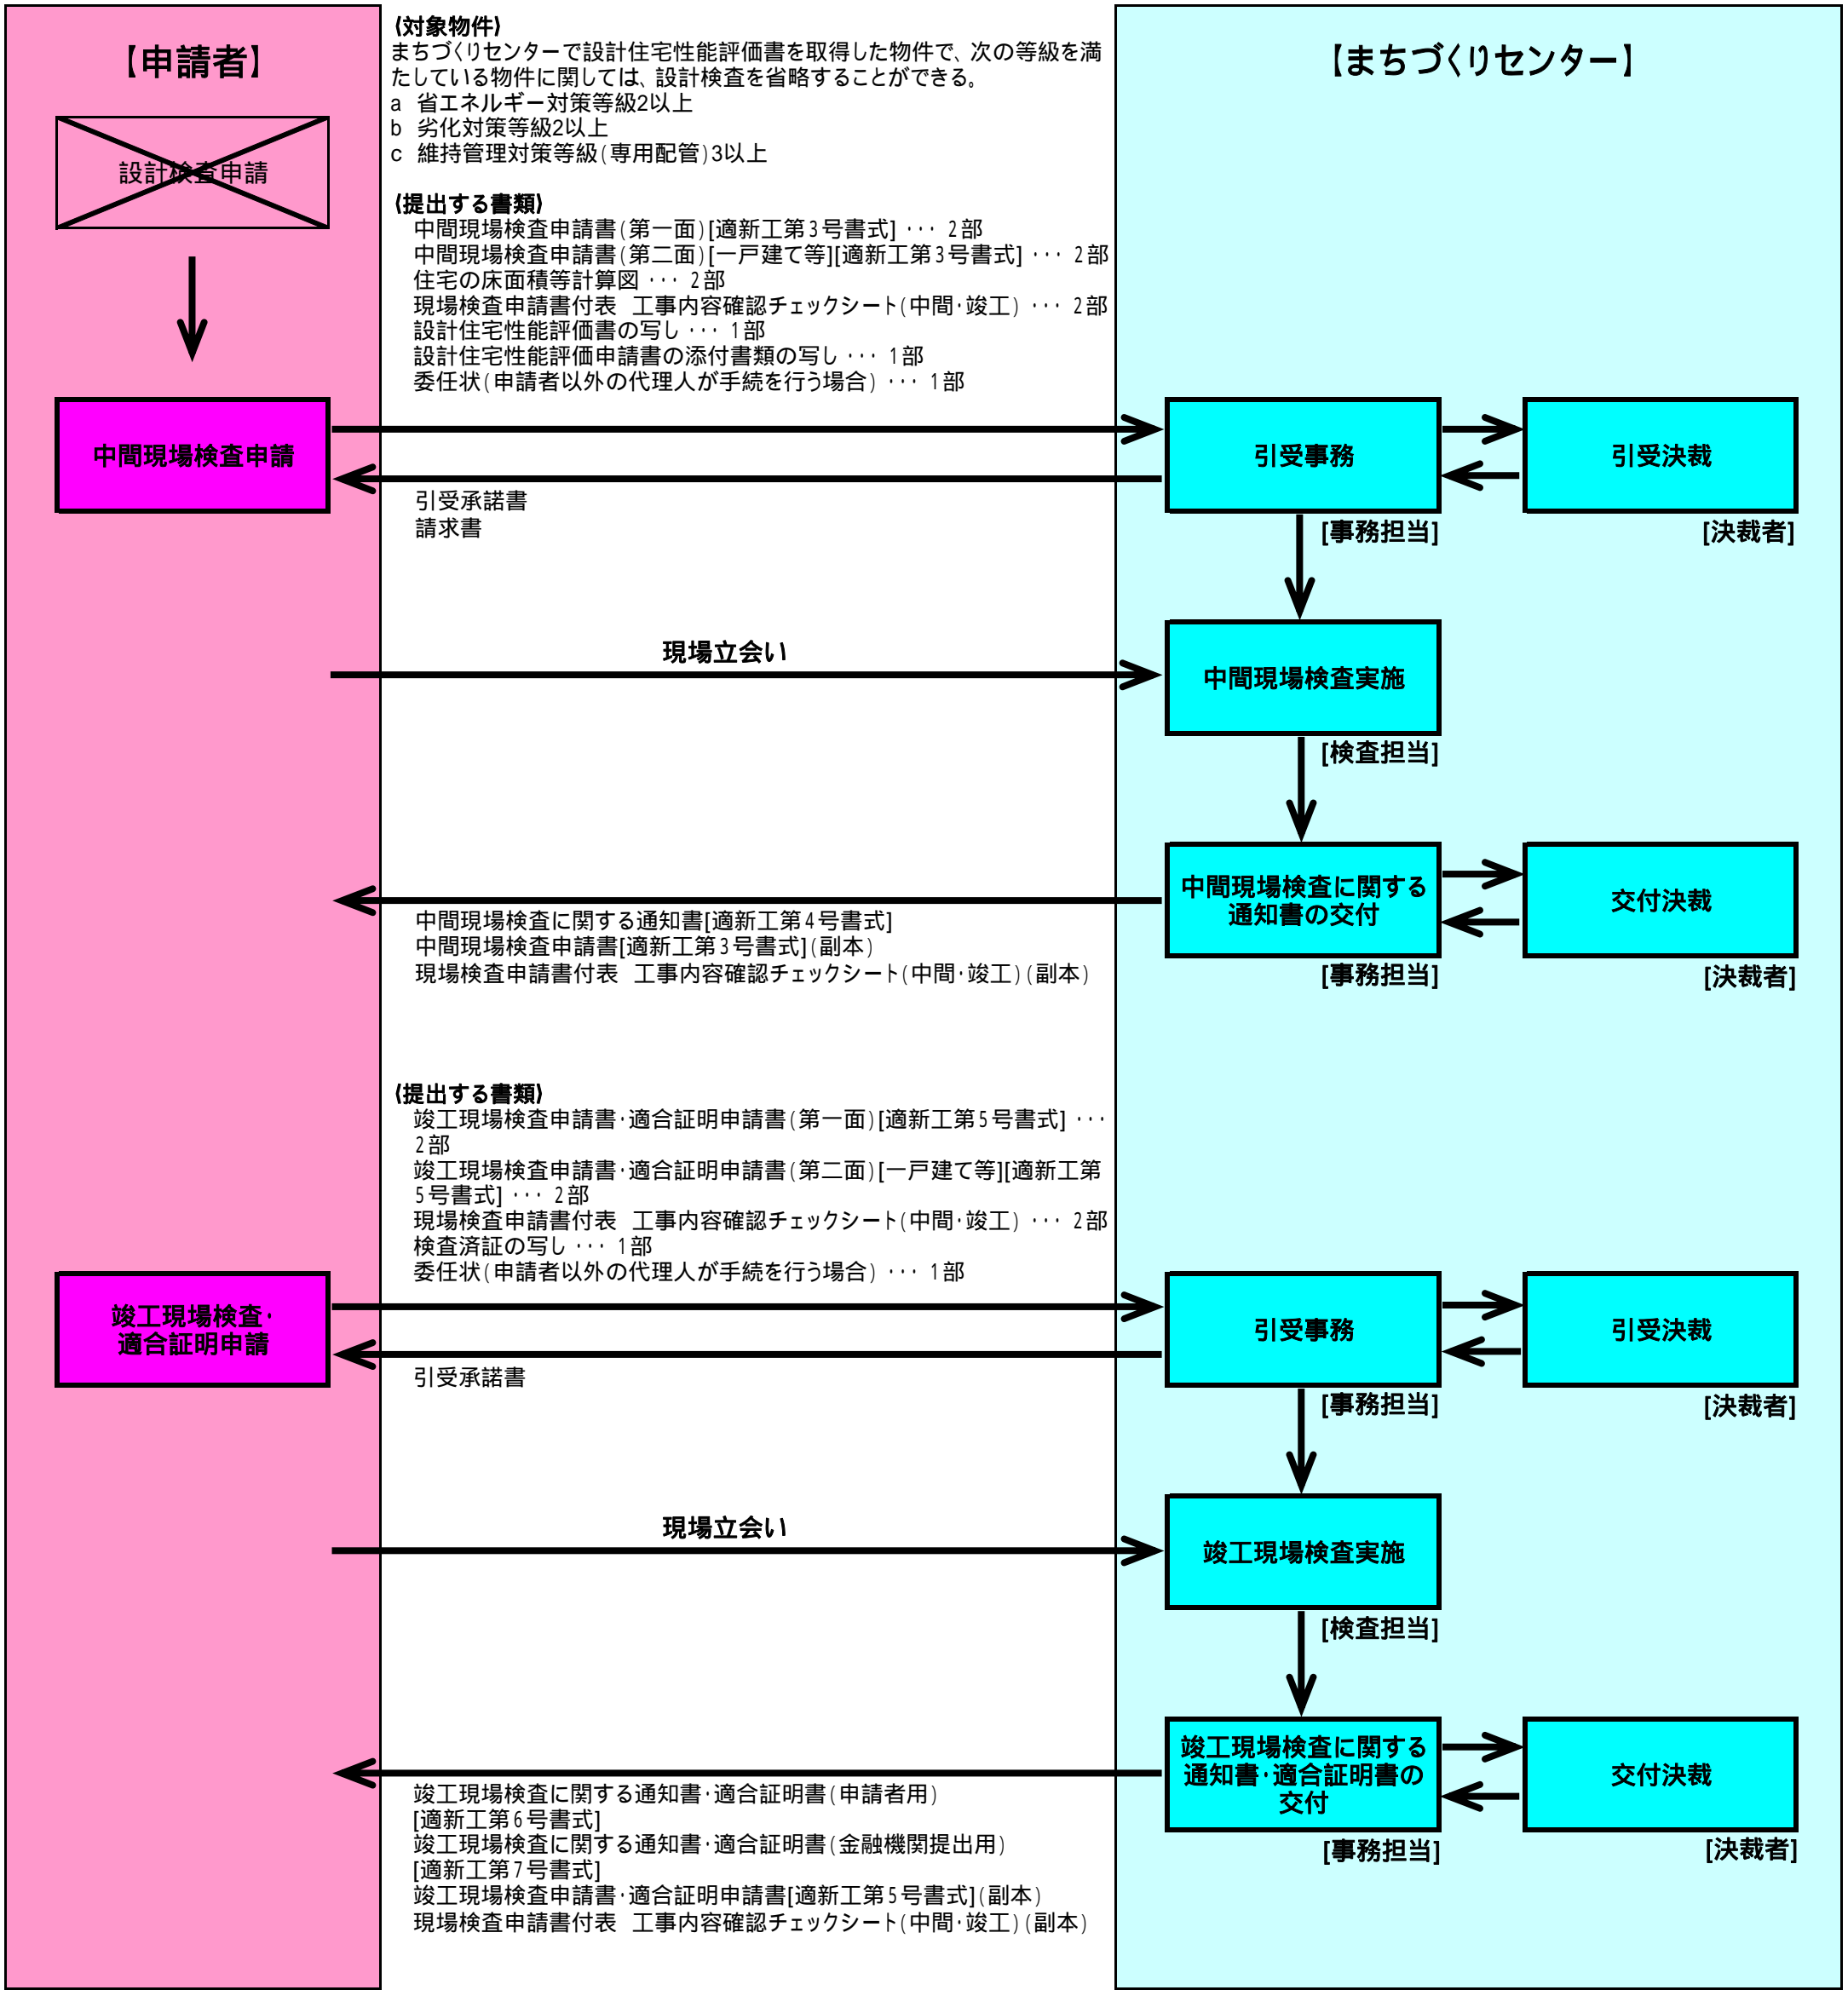 【申請者】
設計検査申請
(対象物件)
まちづくりセンターで設計住宅性能評価書を取得した物件で、次の等級を満
たしている物件に関しては、設計検査を省略することができる。
a 省エネルギー対策等級2以上
b 劣化対策等級2以上
c 維持管理対策等級(専用配管)3以上
(提出する書類)
中間現場検査申請書(第一面)[適新工第3号書式] ･･･ 2部
中間現場検査申請書(第二面)[一戸建て等][適新工第3号書式] ･･･ 2部
住宅の床面積等計算図 ･･･ 2部
現場検査申請書付表 工事内容確認チェックシート(中間･竣工) ･･･ 2部
設計住宅性能評価書の写し ･･･ 1部
設計住宅性能評価申請書の添付書類の写し ･･･ 1部
委任状(申請者以外の代理人が手続を行う場合) ･･･ 1部
【まちづくりセンター】
中間現場検査申請
引受事務
引受決裁
引受承諾書
請求書
[事務担当]
[決裁者]
現場立会い
中間現場検査実施
[検査担当]
中間現場検査に関する
通知書の交付
交付決裁
中間現場検査に関する通知書[適新工第4号書式]
中間現場検査申請書[適新工第3号書式](副本)
現場検査申請書付表 工事内容確認チェックシート(中間･竣工)(副本)
[事務担当]
[決裁者]
(提出する書類)
竣工現場検査申請書･適合証明申請書(第一面)[適新工第5号書式] ･･･
2部
竣工現場検査申請書･適合証明申請書(第二面)[一戸建て等][適新工第
5号書式] ･･･ 2部
現場検査申請書付表 工事内容確認チェックシート(中間･竣工) ･･･ 2部
検査済証の写し ･･･ 1部
委任状(申請者以外の代理人が手続を行う場合) ･･･ 1部
竣工現場検査･
適合証明申請
引受事務
引受決裁
引受承諾書
[事務担当]
[決裁者]
現場立会い
竣工現場検査実施
[検査担当]
竣工現場検査に関する
通知書･適合証明書の
交付
交付決裁
竣工現場検査に関する通知書･適合証明書(申請者用)
[適新工第6号書式]
竣工現場検査に関する通知書･適合証明書(金融機関提出用)
[適新工第7号書式]
竣工現場検査申請書･適合証明申請書[適新工第5号書式](副本)
現場検査申請書付表 工事内容確認チェックシート(中間･竣工)(副本)
[事務担当]
[決裁者]